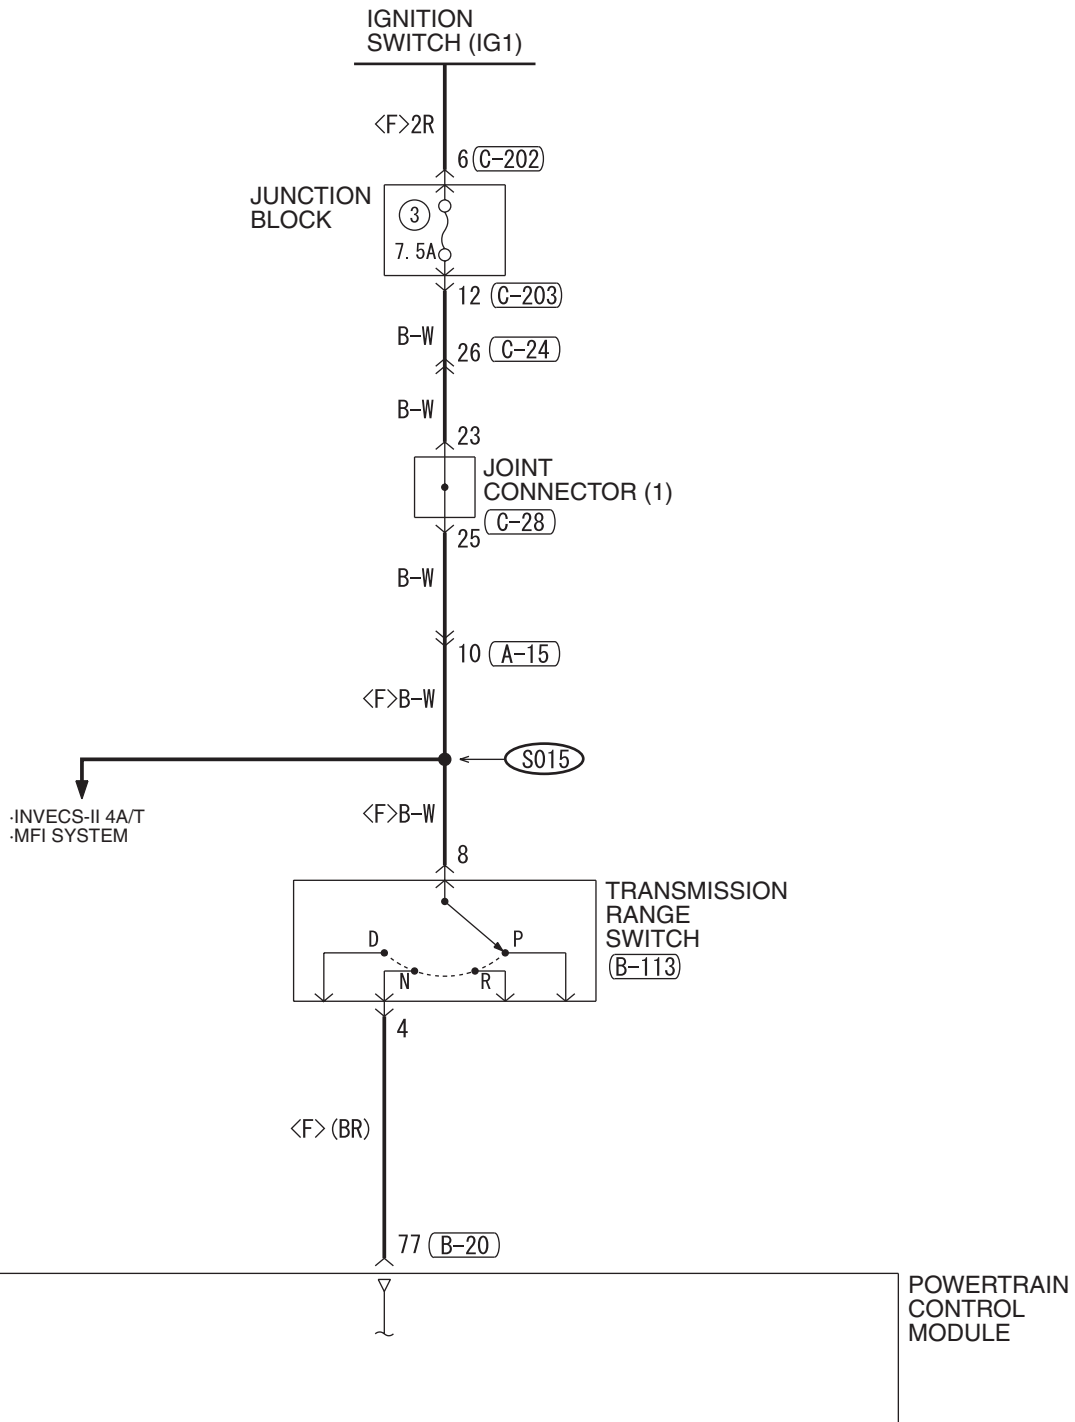 IGNITION
SWITCH (IG1)
<F>2R
6 C-202
JUNCTION
BLOCK
3
7. 5A
12 C-203
B-W
26 C-24
B-W
23
JOINT
CONNECTOR (1)
C-28
25
B-W
10 A-15
<F>B-W
S015
·INVECS-II 4A/T
·MFI SYSTEM
<F>B-W
8
TRANSMISSION
RANGE
SWITCH
B-113
D
P
N
R
4
<F>(BR)
77 B-20
POWERTRAIN
CONTROL
MODULE